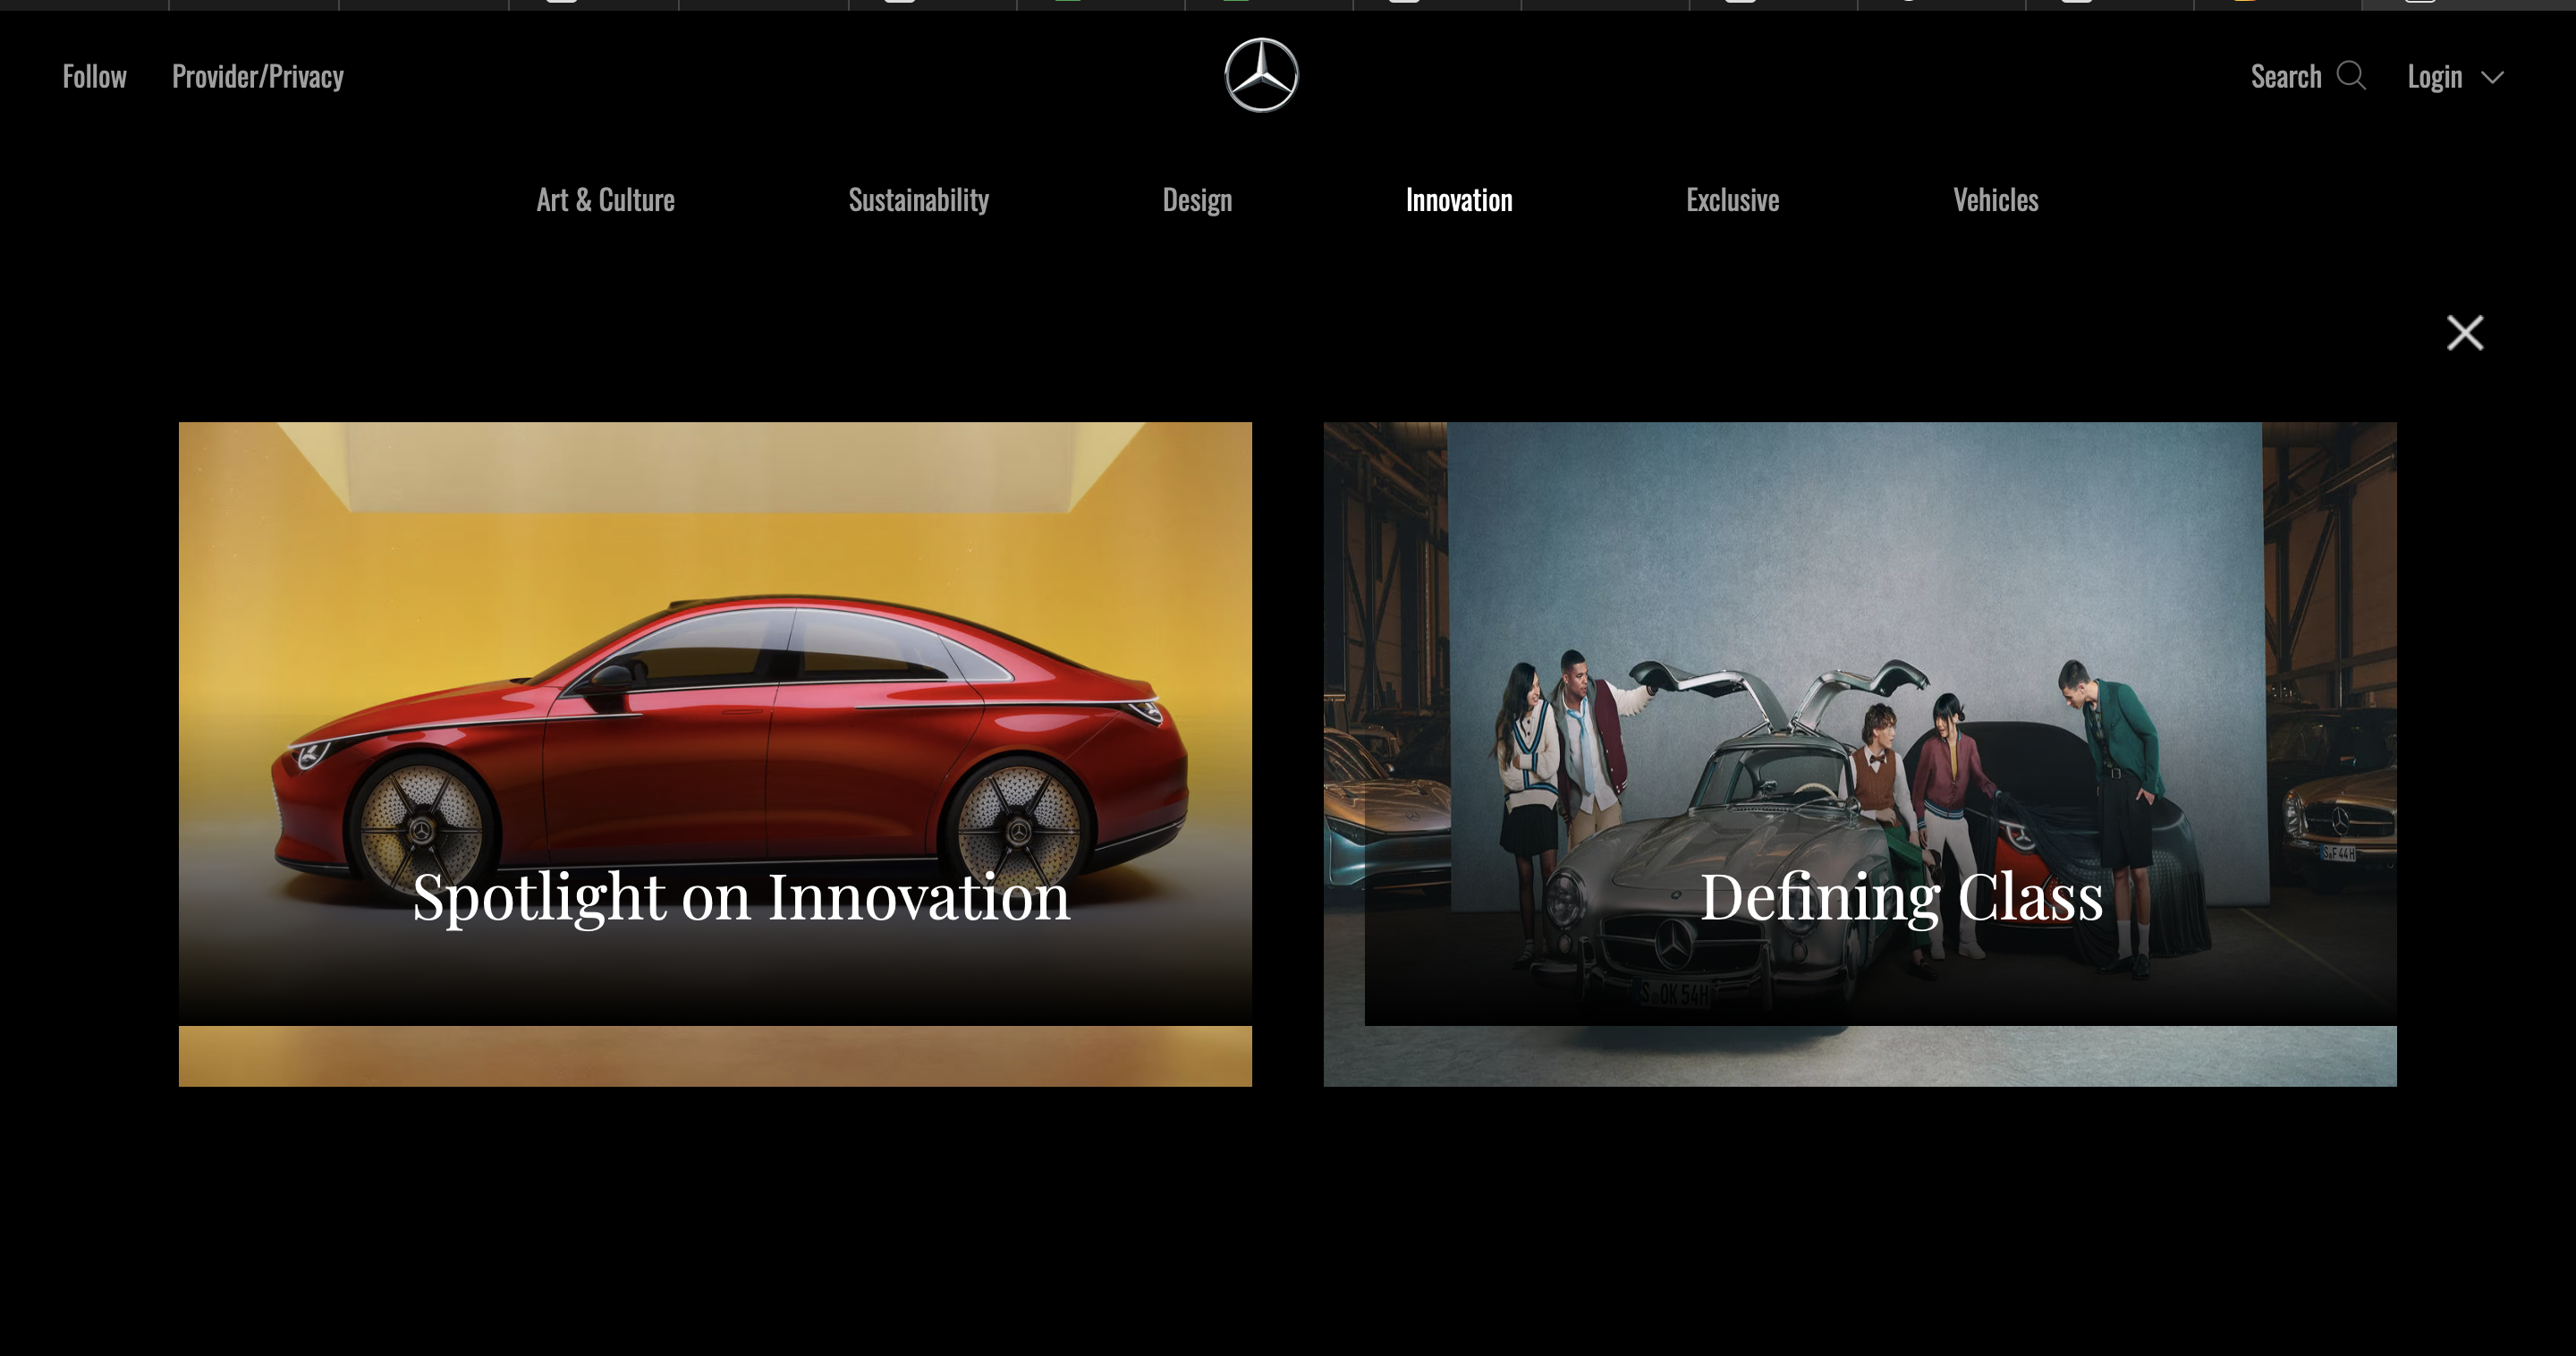 Follow
Provider/Privacy
Search
Login
Art & Culture
Sustainability
Design
Innovation
Exclusive
Vehicles
Spotlight on Innovation
Defining Class
S OK 54H
S F 44H